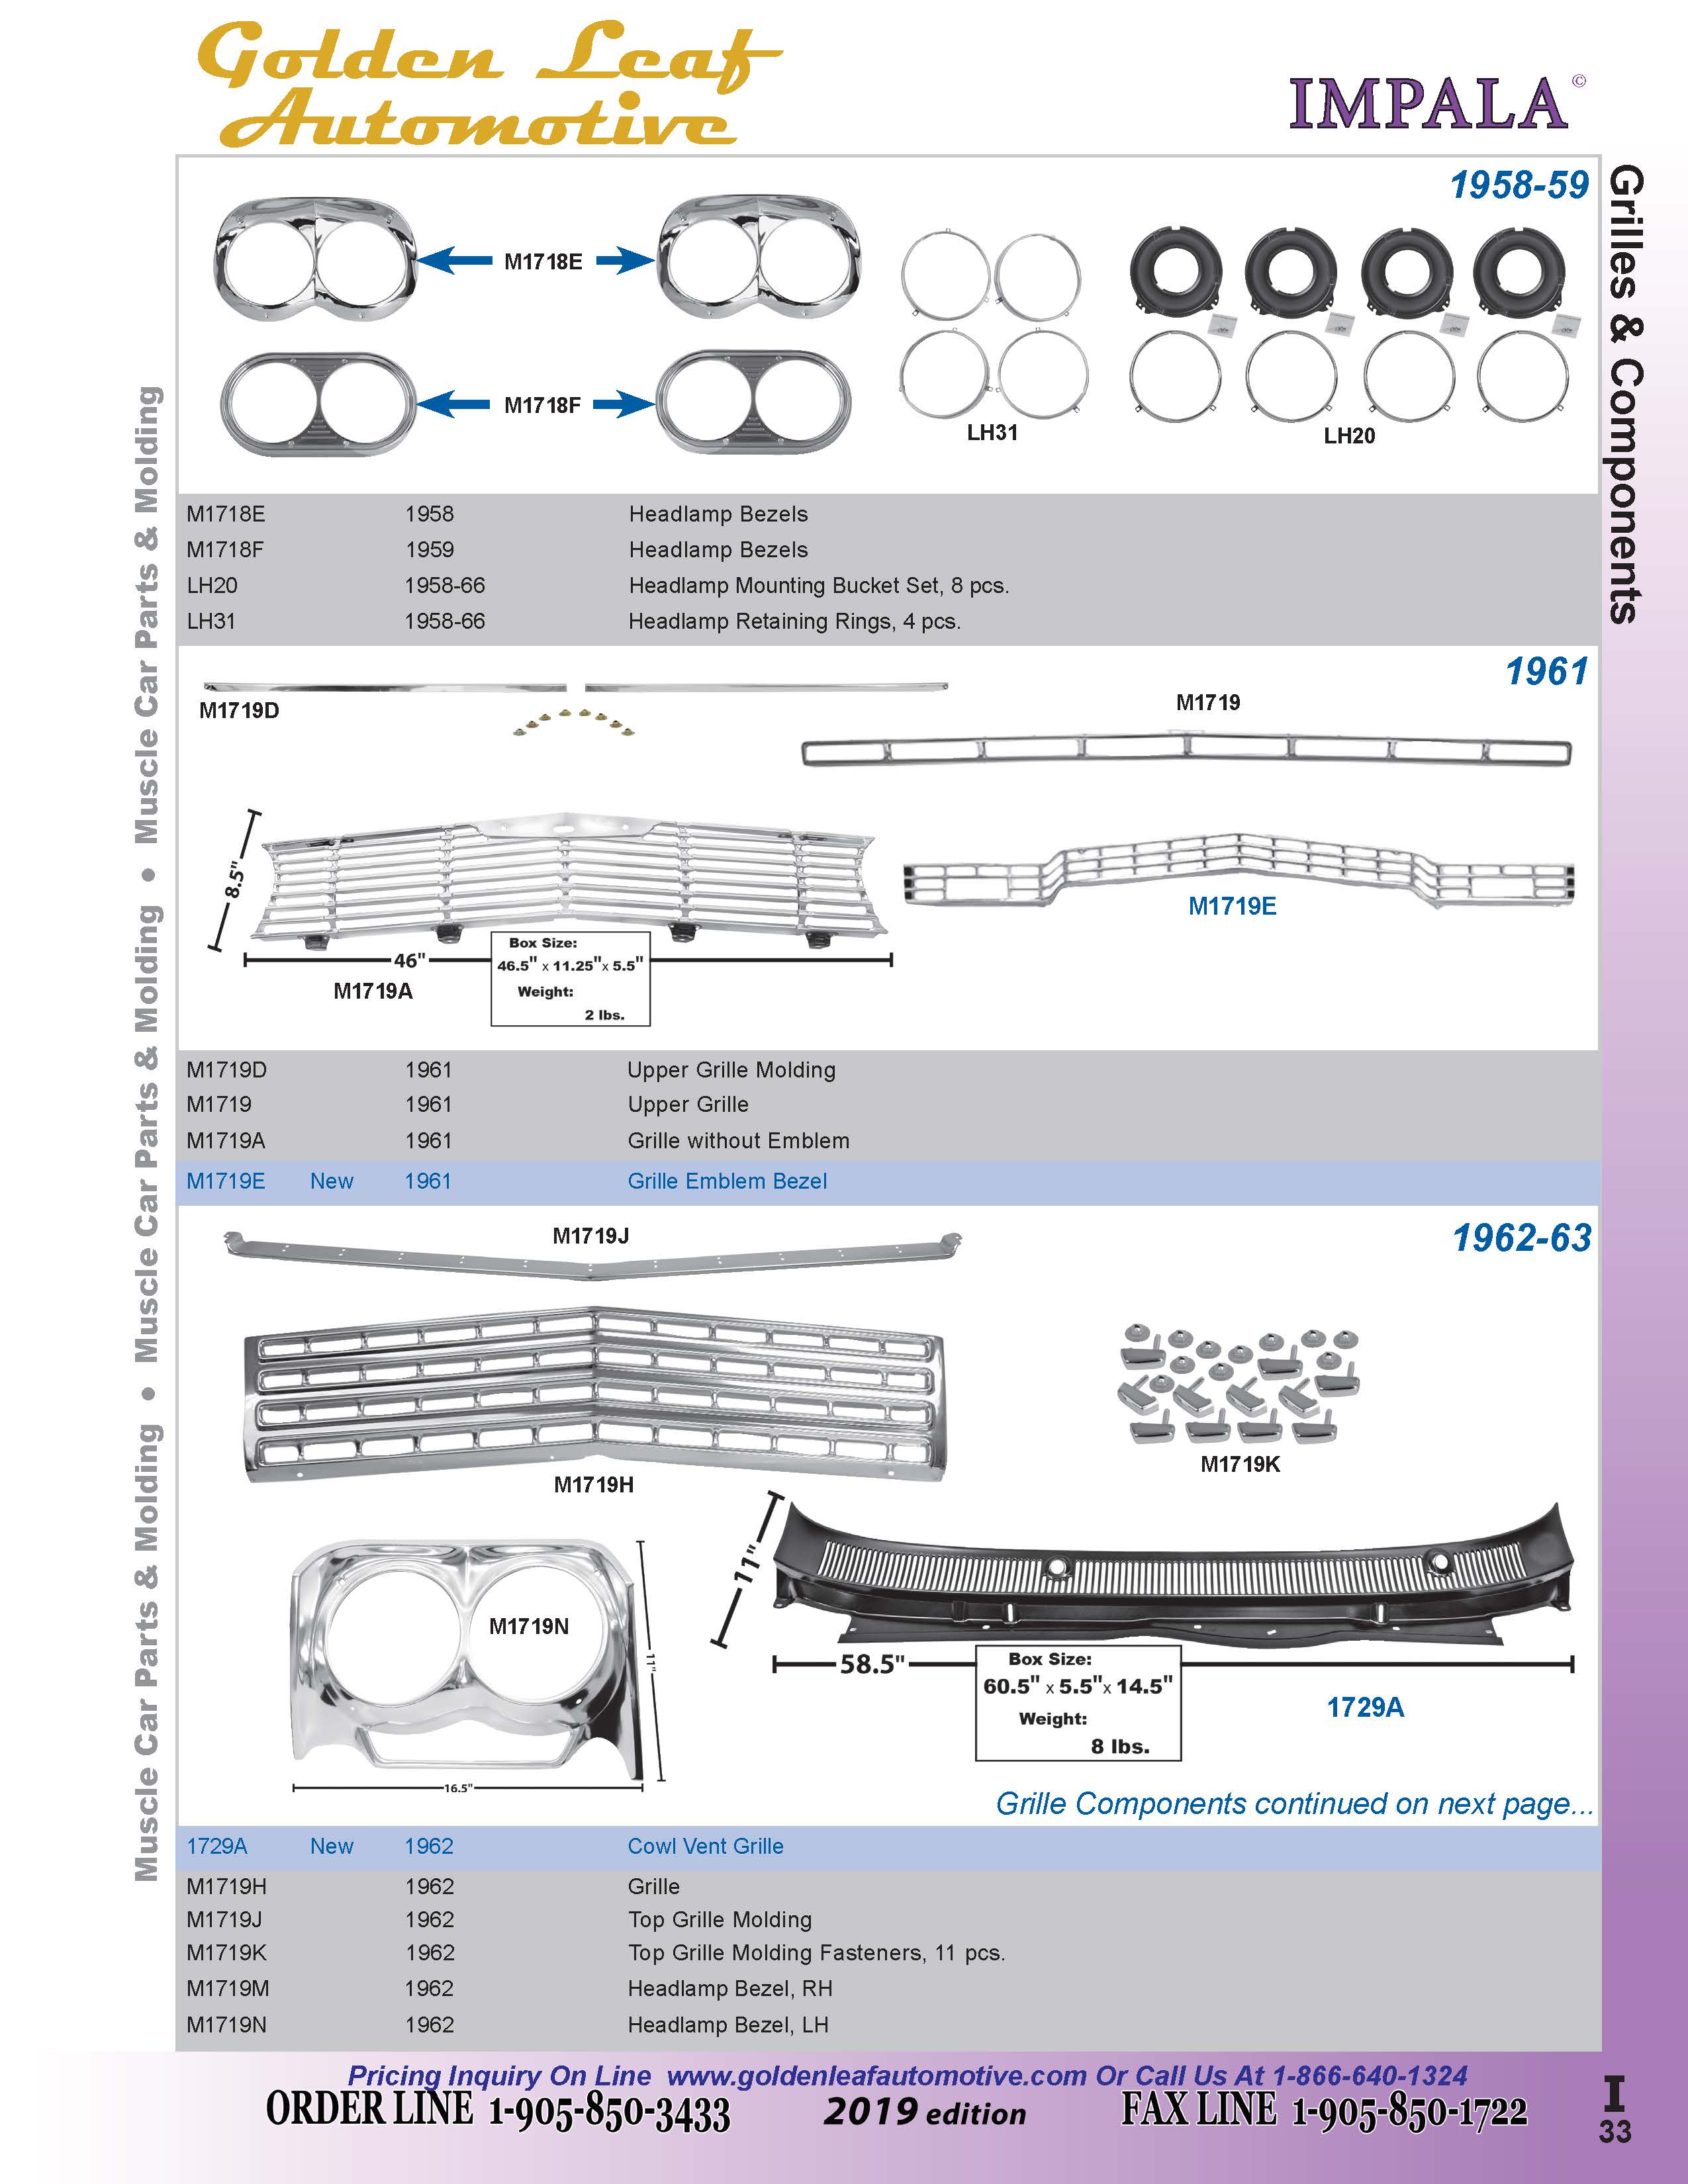 Golden Leaf
Automotive
IMPALA©
Grilles & Components
Muscle Car Parts & Molding • Muscle Car Parts & Molding • Muscle Car Parts & Molding
1958-59
M1718E
M1718F
LH31
LH20
M1718E 1958 Headlamp Bezels
M1718F 1959 Headlamp Bezels
LH20 1958-66 Headlamp Mounting Bucket Set, 8 pcs.
LH31 1958-66 Headlamp Retaining Rings, 4 pcs.
1961
M1719D
M1719
8.5"
M1719E
46"
M1719A
Box Size:
46.5" x 11.25"x 5.5"
Weight:
2 lbs.
M1719D 1961 Upper Grille Molding
M1719 1961 Upper Grille
M1719A 1961 Grille without Emblem
M1719E New 1961 Grille Emblem Bezel
1962-63
M1719J
M1719H
M1719K
M1719N
11"
16.5"
11"
58.5"
Box Size:
60.5" x 5.5"x 14.5"
Weight:
8 lbs.
1729A
Grille Components continued on next page...
1729A New 1962 Cowl Vent Grille
M1719H 1962 Grille
M1719J 1962 Top Grille Molding
M1719K 1962 Top Grille Molding Fasteners, 11 pcs.
M1719M 1962 Headlamp Bezel, RH
M1719N 1962 Headlamp Bezel, LH
Pricing Inquiry On Line www.goldenleafautomotive.com Or Call Us At 1-866-640-1324
ORDER LINE 1-905-850-3433 2019 edition FAX LINE 1-905-850-1722
I
33